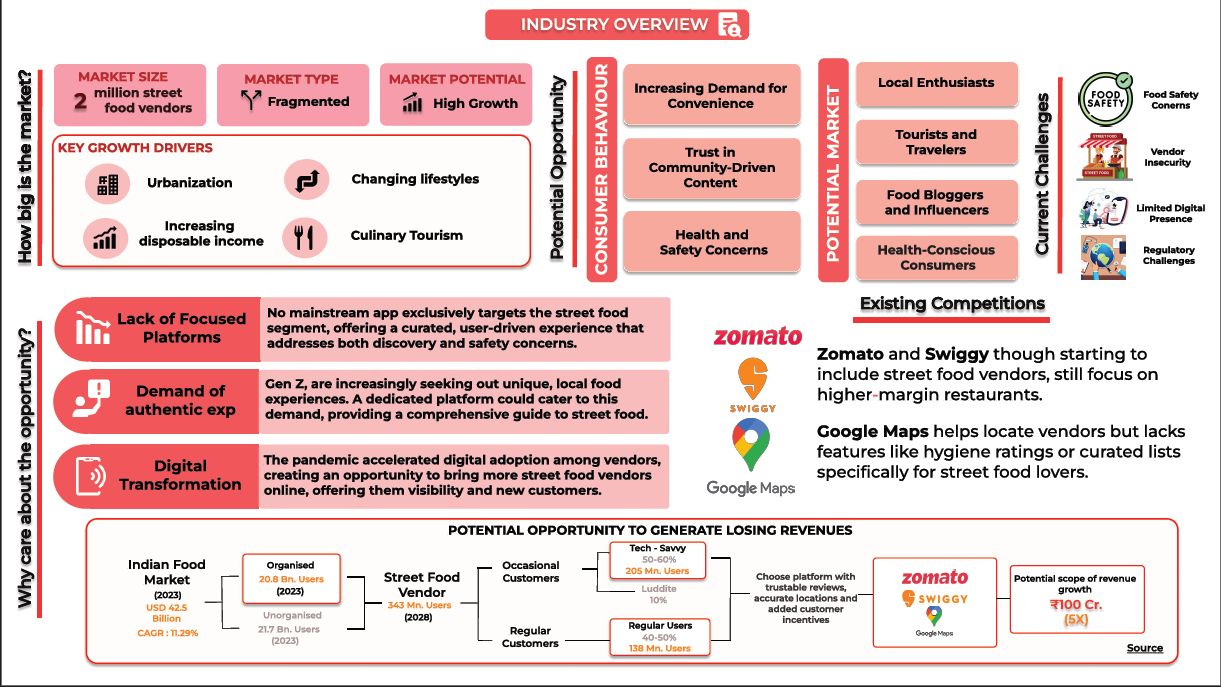 INDUSTRY OVERVIEW
How big is the market?
MARKET SIZE
2 million street
food vendors
MARKET TYPE
Fragmented
MARKET POTENTIAL
High Growth
KEY GROWTH DRIVERS
Urbanization
Changing lifestyles
Increasing
disposable income
Culinary Tourism
Potential Opportunity
CONSUMER BEHAVIOUR
Increasing Demand for
Convenience
Trust in
Community-Driven
Content
Health and
Safety Concerns
POTENTIAL MARKET
Local Enthusiasts
Tourists and
Travelers
Food Bloggers
and Influencers
Health-Conscious
Consumers
Current Challenges
FOOD
SAFETY
Food Safety
Conerns
STREET FOOD
STREET FOOD
Vendor
Insecurity
Limited Digital
Presence
Regulatory
Challenges
Why care about the opportunity?
Lack of Focused
Platforms
No mainstream app exclusively targets the street food
segment, offering a curated, user-driven experience that
addresses both discovery and safety concerns.
Demand of
authentic exp
Gen Z, are increasingly seeking out unique, local food
experiences. A dedicated platform could cater to this
demand, providing a comprehensive guide to street food.
Digital
Transformation
The pandemic accelerated digital adoption among vendors,
creating an opportunity to bring more street food vendors
online, offering them visibility and new customers.
Existing Competitions
zomato
SWIGGY
Google Maps
Zomato and Swiggy though starting to
include street food vendors, still focus on
higher-margin restaurants.
Google Maps helps locate vendors but lacks
features like hygiene ratings or curated lists
specifically for street food lovers.
POTENTIAL OPPORTUNITY TO GENERATE LOSING REVENUES
Indian Food
Market
(2023)
USD 42.5
Billion
CAGR : 11.29%
Organised
20.8 Bn. Users
(2023)
Unorganised
21.7 Bn. Users
(2023)
Street Food
Vendor
343 Mn. Users
(2028)
Occasional
Customers
Regular
Customers
Tech - Savvy
50-60%
205 Mn. Users
Luddite
10%
Regular Users
40-50%
138 Mn. Users
Choose platform with
trustable reviews,
accurate locations and
added customer
incentives
zomato
SWIGGY
Google Maps
Potential scope of revenue
growth
₹100 Cr.
(5X)
Source